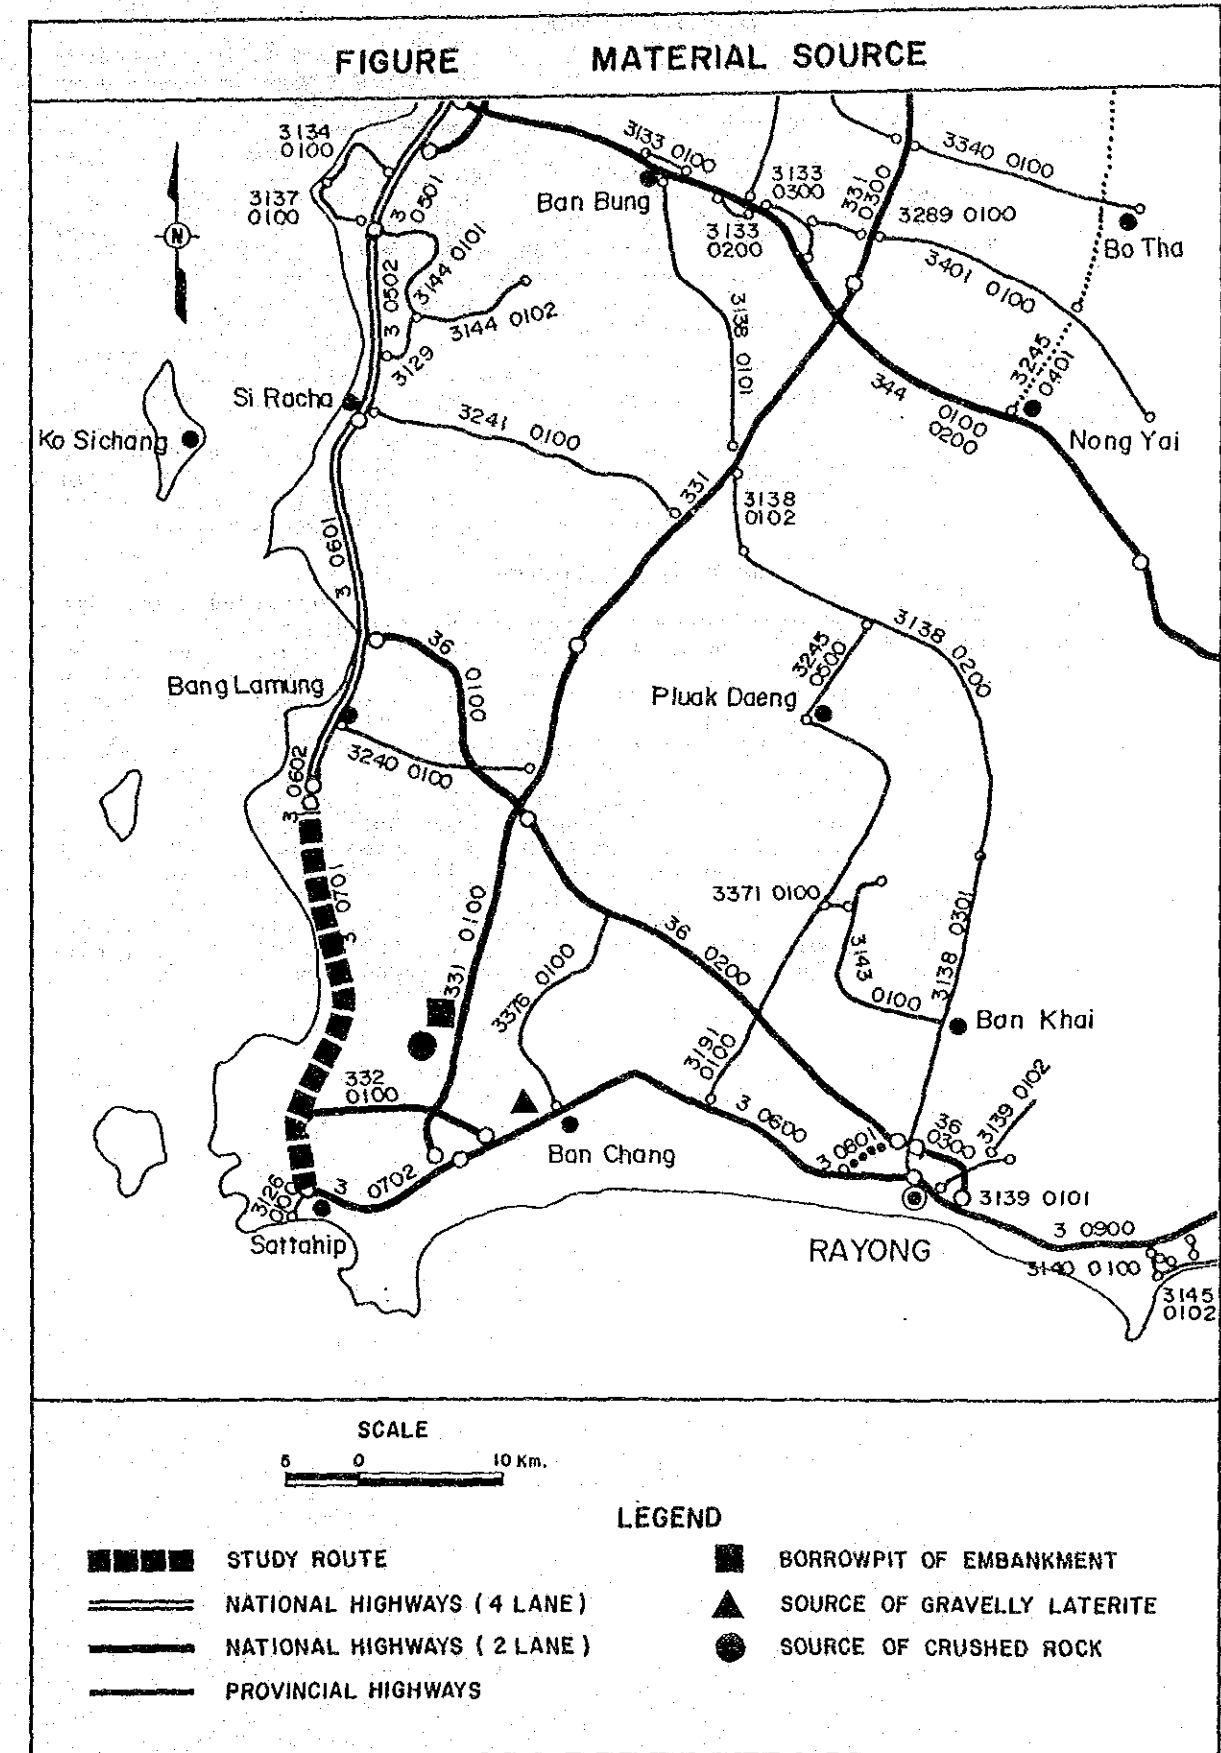 FIGURE MATERIAL SOURCE
3134
0100
3133 0100
3340 0100
3137
0100
3 0501
Ban Bung
3133
0300
331
0300
3289 0100
3133
0200
Bo Tha
3144 0101
3401 0100
3 0502
3144 0102
3138 0101
3129
3245
0401
344 0100
0200
Si Racha
3241 0100
Ko Sichang
Nong Yai
331
3138
0102
3 0601
36 0100
3138 0200
3245
0500
Bang Lamung
Pluak Daeng
3240 0100
3 0602
3 0701
3371 0100
331 0100
36 0200
3143 0100
3138 0301
3376 0100
Ban Khai
3191
0100
332
0100
3 0600
3 0801
36
0300
3139 0102
Ban Chang
3126
0100
3 0702
3139 0101
Sattahip
RAYONG
3 0900
3140 0100
3145
0102
SCALE
5 0 10 Km.
LEGEND
STUDY ROUTE
BORROWPIT OF EMBANKMENT
NATIONAL HIGHWAYS ( 4 LANE )
SOURCE OF GRAVELLY LATERITE
NATIONAL HIGHWAYS ( 2 LANE )
SOURCE OF CRUSHED ROCK
PROVINCIAL HIGHWAYS
N